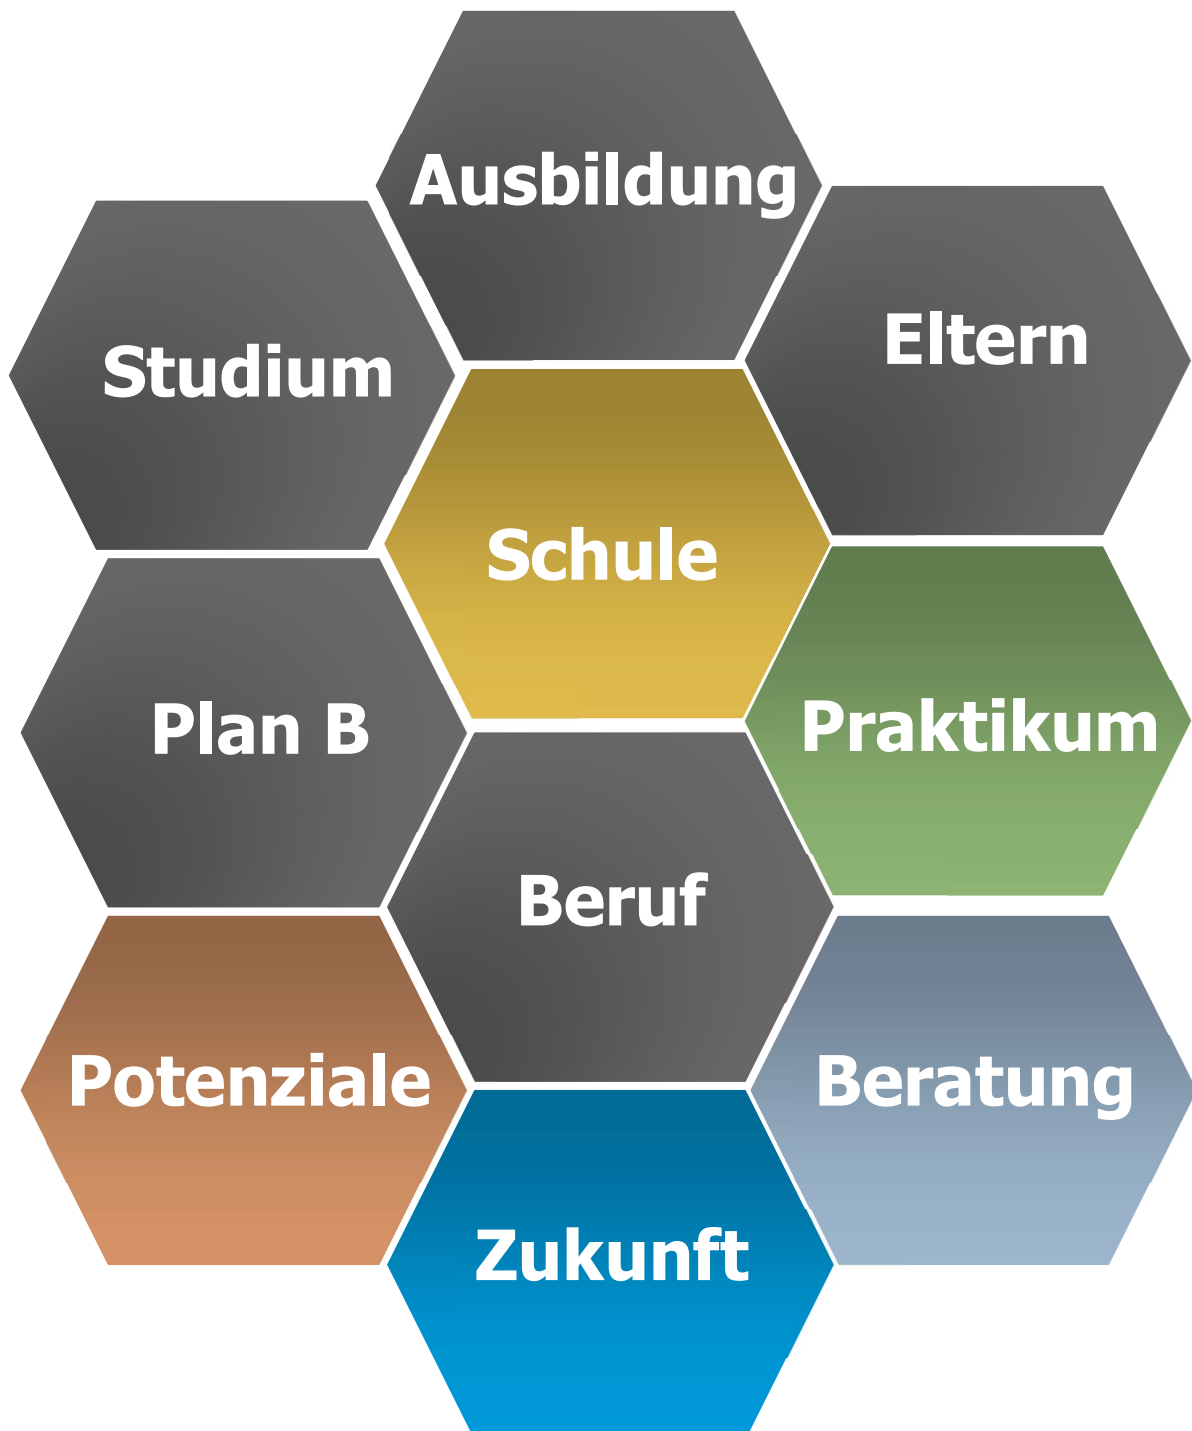 Ausbildung
Eltern
Studium
Schule
Plan B
Praktikum
Beruf
Potenziale
Beratung
Zukunft